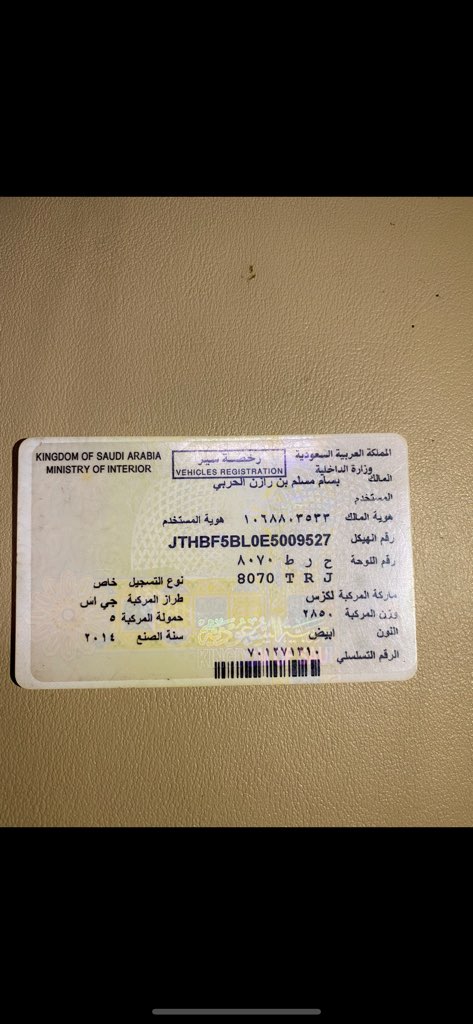 KINGDOM OF SAUDI ARABIA
MINISTRY OF INTERIOR
رخصة سير
VEHICLES REGISTRATION
المملكة العربية السعودية
وزارة الداخلية
المالك بسام مسلم بن رازن الحربي
المستخدم
هوية المالك ١٠٦٨٨٠٣٥٣٣ هوية المستخدم
رقم الهيكل JTHBF5BL0E5009527
رقم اللوحة ح ر ط ٨٠٧٠
8070 T R J
نوع التسجيل خاص
ماركة المركبة لكزس طراز المركبة جي اس
وزن المركبة ٢٨٥٠ حمولة المركبة ٥
اللون ابيض سنة الصنع ٢٠١٤
الرقم التسلسلي ٧٠١٢٧١٣١٠